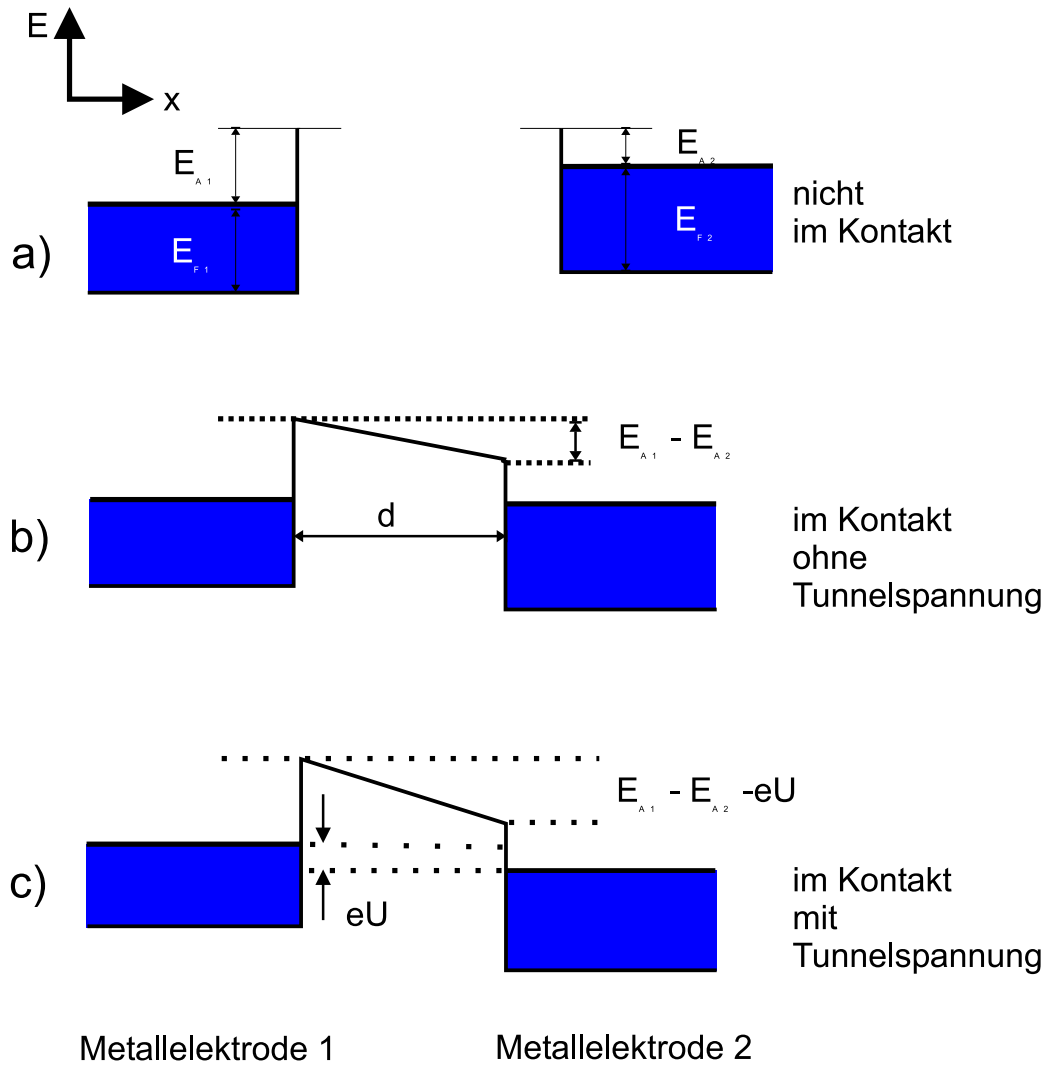 E
x
E A 1
E A 2
E F 1
E F 2
nicht
im Kontakt
a)
E A 1 - E A 2
d
b)
im Kontakt
ohne
Tunnelspannung
E A 1 - E A 2 -eU
eU
c)
im Kontakt
mit
Tunnelspannung
Metallelektrode 1
Metallelektrode 2